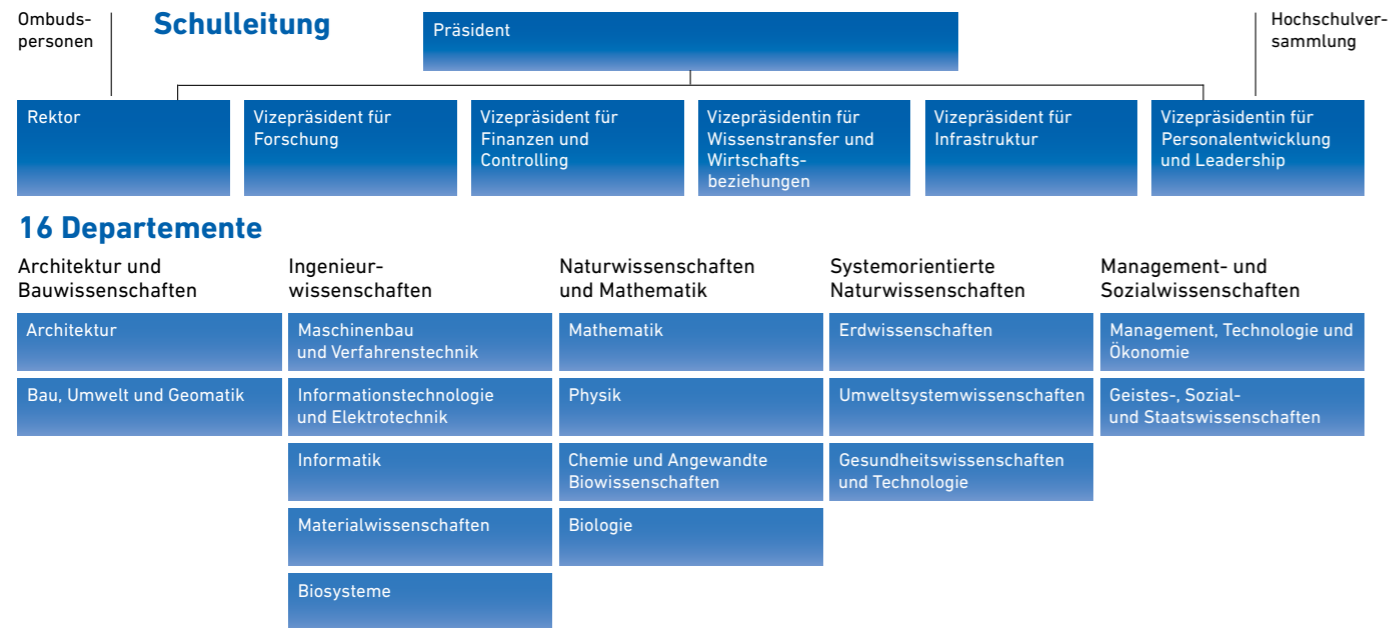 Ombuds-
personen
Schulleitung
Präsident
Hochschulver-
sammlung
Rektor
Vizepräsident für
Forschung
Vizepräsident für
Finanzen und
Controlling
Vizepräsidentin für
Wissenstransfer und
Wirtschafts-
beziehungen
Vizepräsident für
Infrastruktur
Vizepräsidentin für
Personalentwicklung
und Leadership
16 Departemente
Architektur und
Bauwissenschaften
Ingenieur-
wissenschaften
Naturwissenschaften
und Mathematik
Systemorientierte
Naturwissenschaften
Management- und
Sozialwissenschaften
Architektur
Maschinenbau
und Verfahrenstechnik
Mathematik
Erdwissenschaften
Management, Technologie und
Ökonomie
Bau, Umwelt und Geomatik
Informationstechnologie
und Elektrotechnik
Physik
Umweltsystemwissenschaften
Geistes-, Sozial-
und Staatswissenschaften
Informatik
Chemie und Angewandte
Biowissenschaften
Gesundheitswissenschaften
und Technologie
Materialwissenschaften
Biologie
Biosysteme